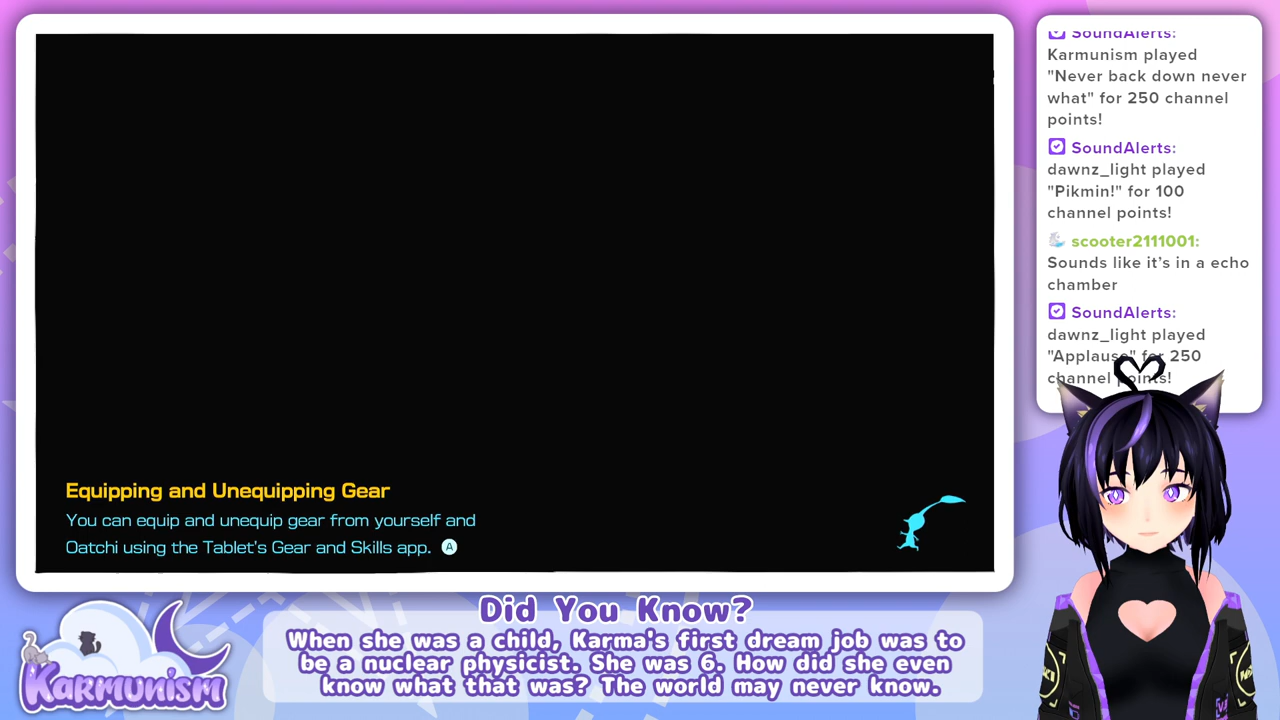 Equipping and Unequipping Gear
You can equip and unequip gear from yourself and
Oatchi using the Tablet's Gear and Skills app. A
SoundAlerts:
Karmunism played
"Never back down never
what" for 250 channel
points!
SoundAlerts:
dawnz_light played
"Pikmin!" for 100
channel points!
scooter2111001:
Sounds like it's in a echo
chamber
SoundAlerts:
dawnz_light played
"Applause" for 250
channel points!
Karmunism
Did You Know?
When she was a child, Karma's first dream job was to
be a nuclear physicist. She was 6. How did she even
know what that was? The world may never know.